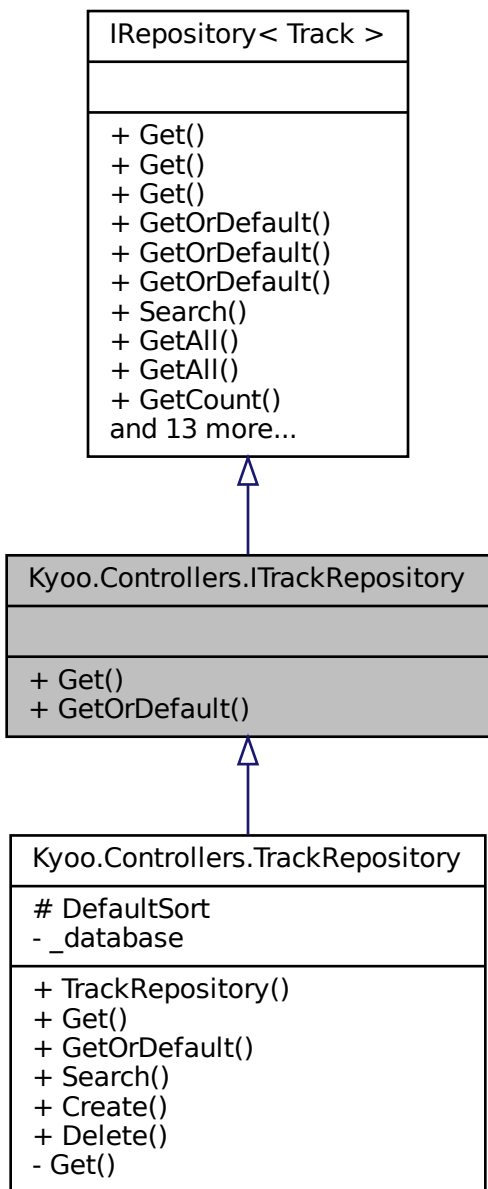 IRepository< Track >
+ Get()
+ Get()
+ Get()
+ GetOrDefault()
+ GetOrDefault()
+ GetOrDefault()
+ Search()
+ GetAll()
+ GetAll()
+ GetCount()
and 13 more...
Kyoo.Controllers.ITrackRepository
+ Get()
+ GetOrDefault()
Kyoo.Controllers.TrackRepository
# DefaultSort
- _database
+ TrackRepository()
+ Get()
+ GetOrDefault()
+ Search()
+ Create()
+ Delete()
- Get()